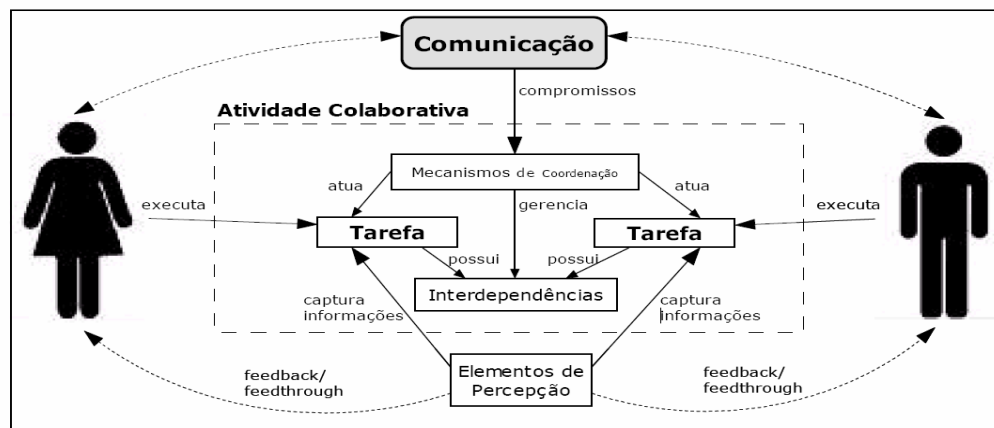 Comunicação
compromissos
Atividade Colaborativa
Mecanismos de Coordenação
atua
gerencia
atua
executa
executa
Tarefa
Tarefa
possui
possui
Interdependências
captura
informações
captura
informações
Elementos de
Percepção
feedback/
feedthrough
feedback/
feedthrough